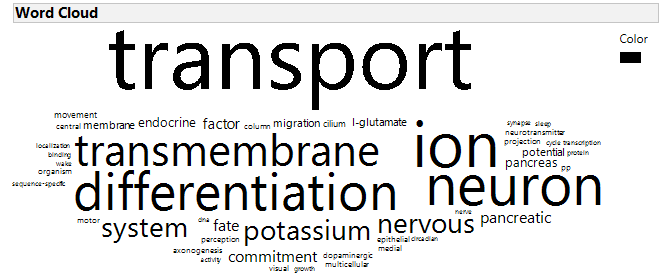 Word Cloud
transport
Color
movement
central membrane endocrine factor column migration cilium l-glutamate
synapse sleep
neurotransmitter
projection cycle transcription
potential protein
pancreas pp
localization
binding
wake
organism
sequence-specific
transmembrane ion
differentiation neuron
motor system dna fate potassium nervous nerve pancreatic
perception
epithelial circadian
medial
axonogenesis
activity
commitment dopaminergic
visual growth multicellular